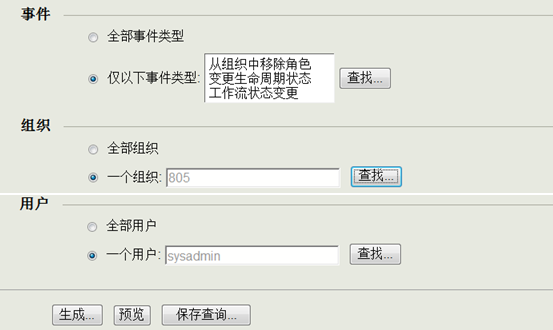 事件
全部事件类型
仅以下事件类型:
从组织中移除角色
变更生命周期状态
工作流状态变更
查找...
组织
全部组织
一个组织: 805 查找...
用户
全部用户
一个用户: sysadmin 查找...
生成... 预览 保存查询...